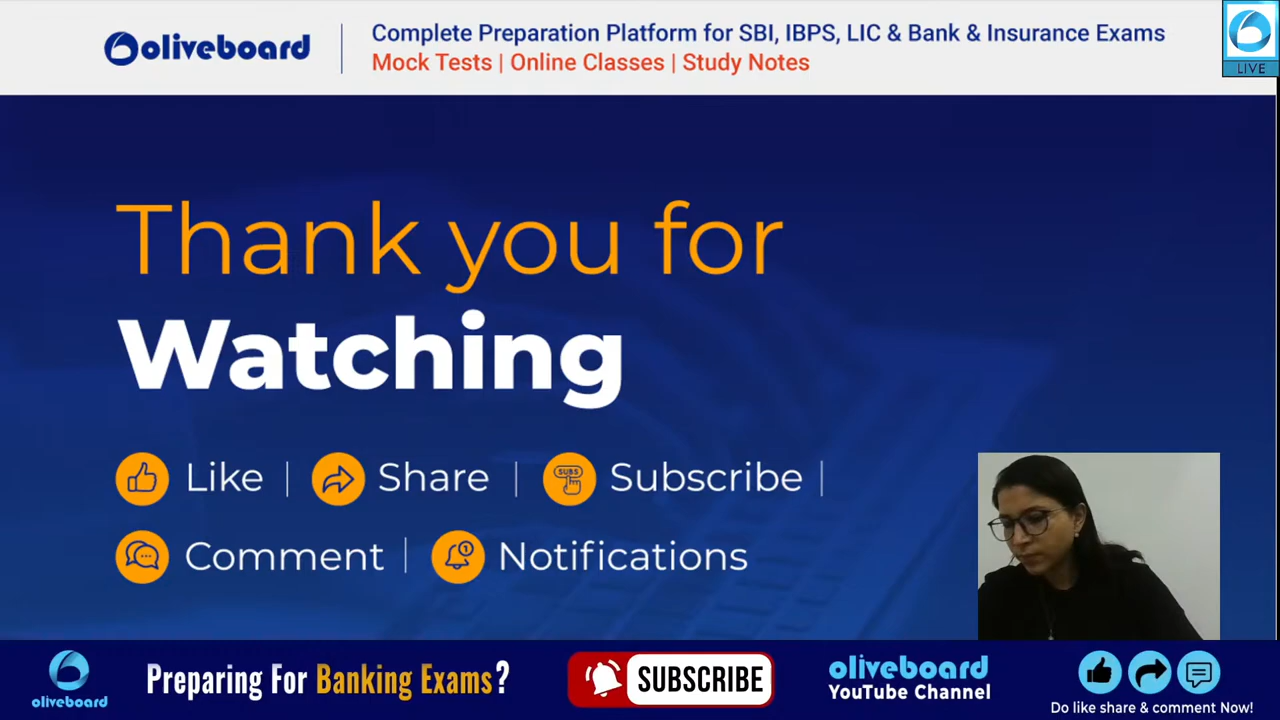 oliveboard
Complete Preparation Platform for SBI, IBPS, LIC & Bank & Insurance Exams
Mock Tests | Online Classes | Study Notes
LIVE
Thank you for
Watching
Like | Share | Subscribe |
SUBS
Comment | Notifications
1
oliveboard
Preparing For Banking Exams?
SUBSCRIBE
oliveboard
YouTube Channel
Do like share & comment Now!